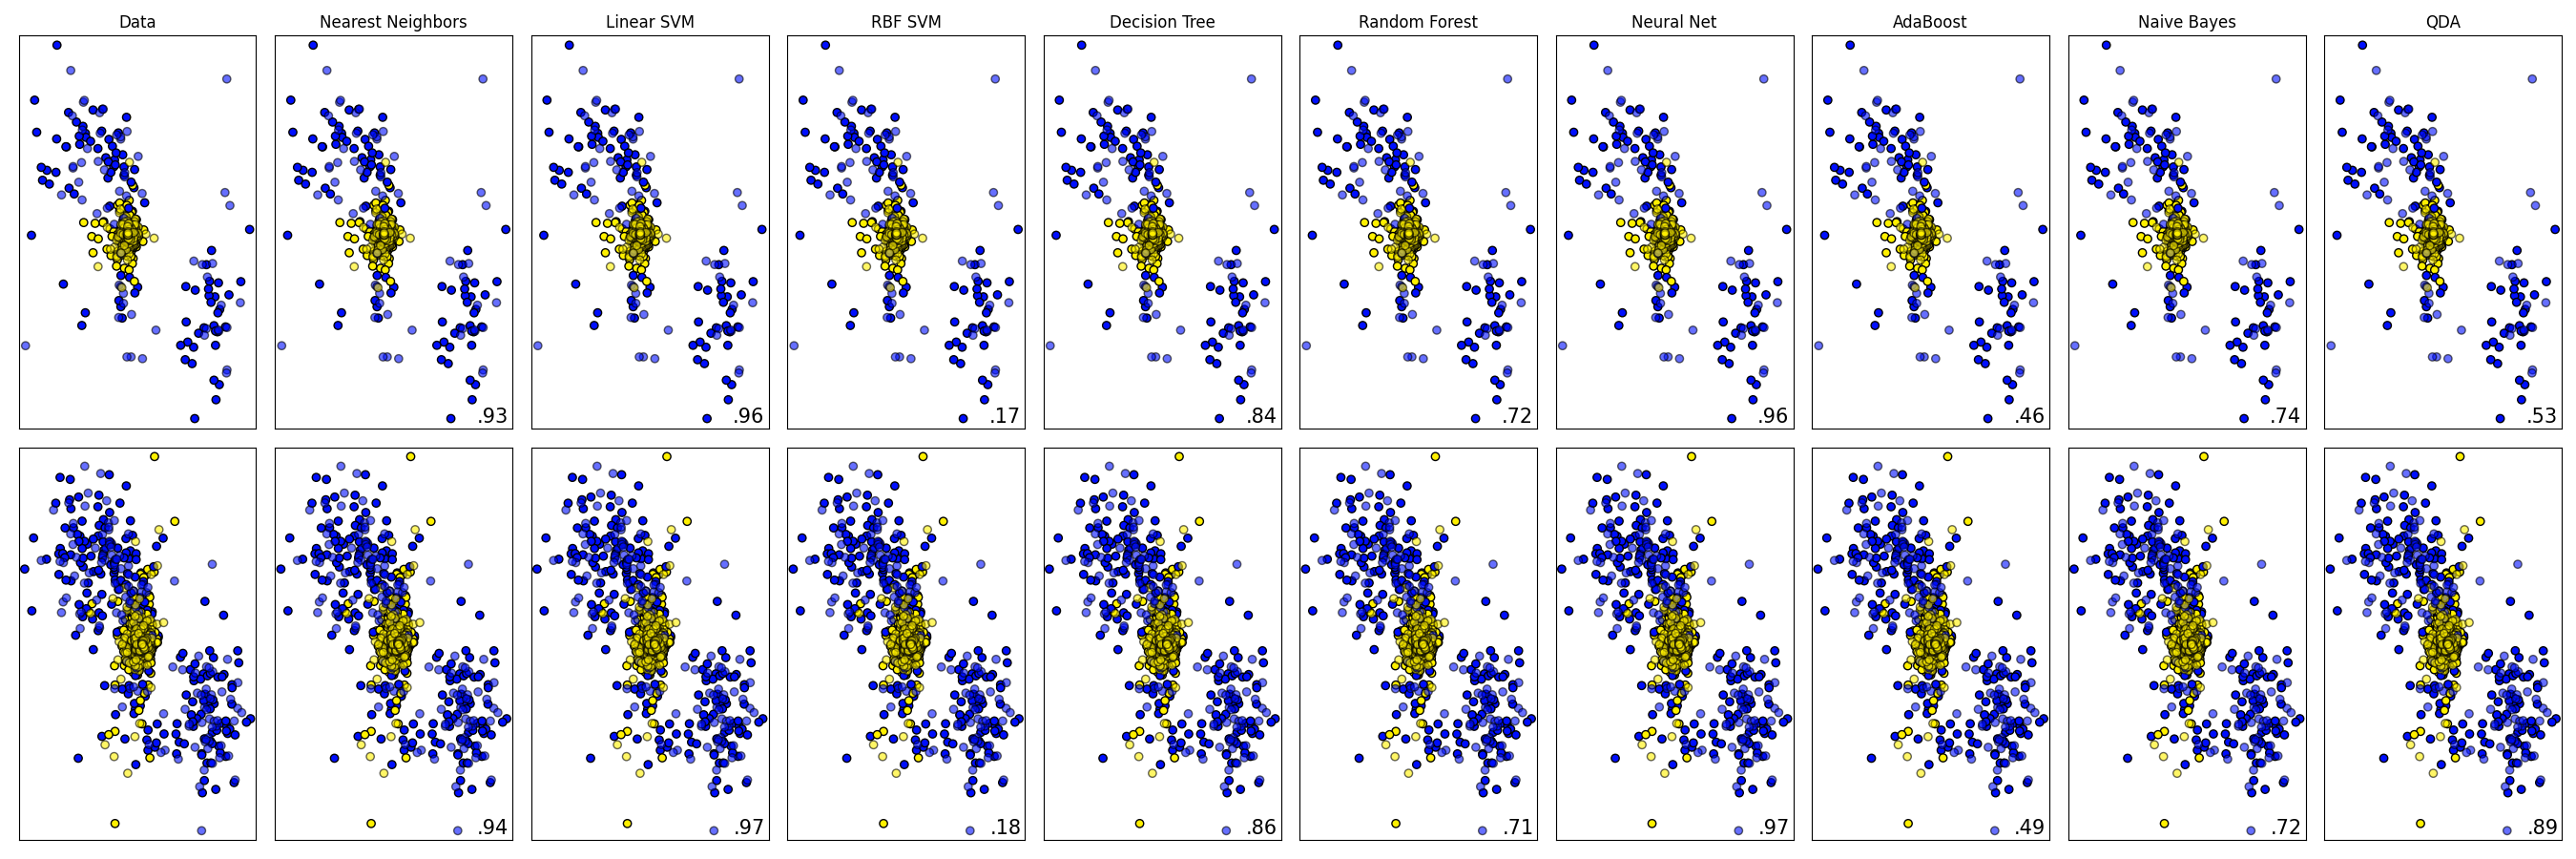 Data Nearest Neighbors Linear SVM RBF SVM Decision Tree Random Forest Neural Net AdaBoost Naive Bayes QDA
.93 .96 .17 .84 .72 .96 .46 .74 .53
.94 .97 .18 .86 .71 .97 .49 .72 .89